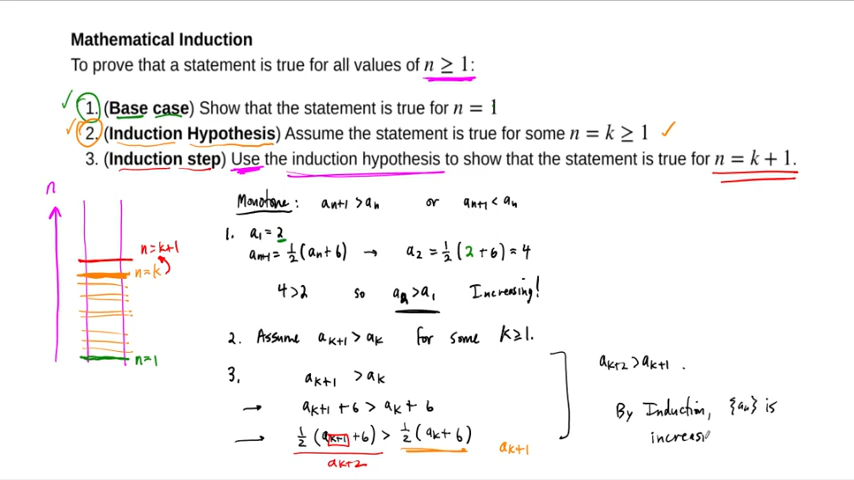 Mathematical Induction
To prove that a statement is true for all values of n ≥ 1:
1. (Base case) Show that the statement is true for n = 1
2. (Induction Hypothesis) Assume the statement is true for some n = k ≥ 1
3. (Induction step) Use the induction hypothesis to show that the statement is true for n = k + 1.
n
n=k+1
n=k
n=1
Monotone: aₙ₊₁ > aₙ or aₙ₊₁ < aₙ
1. a₁ = 2
aₙ₊₁ = ½(aₙ+6) → a₂ = ½(2+6) = 4
4>2 so a₂>a₁ Increasing!
2. Assume aₖ₊₁ > aₖ for some k≥1.
3. aₖ₊₁ > aₖ
→ aₖ₊₁ + 6 > aₖ + 6
→ ½(aₖ₊₁ + 6) > ½(aₖ + 6)
aₖ₊₂
aₖ₊₁
aₖ₊₂ > aₖ₊₁.
By Induction, {aₙ} is
increasi